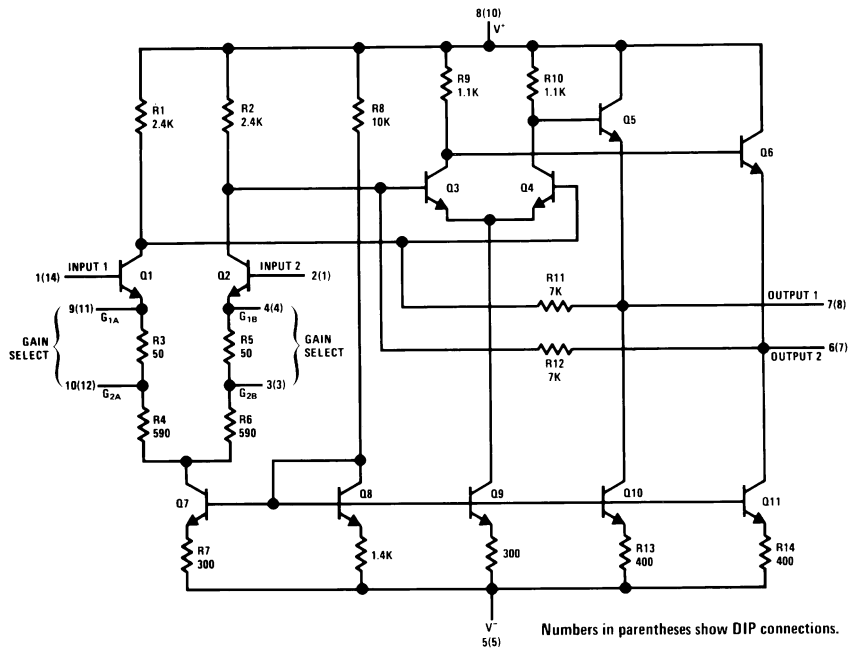 8(10)
V+
R1
2.4K
R2
2.4K
R8
10K
R9
1.1K
R10
1.1K
Q5
Q6
Q3
Q4
INPUT 1
1(14)
Q1
Q2
INPUT 2
2(1)
R11
7K
OUTPUT 1
7(8)
9(11)
G1A
4(4)
G1B
GAIN
SELECT
R3
50
R5
50
GAIN
SELECT
R12
7K
6(7)
OUTPUT 2
10(12)
G2A
3(3)
G2B
R4
590
R6
590
Q7
Q8
Q9
Q10
Q11
R7
300
1.4K
300
R13
400
R14
400
V−
5(5)
Numbers in parentheses show DIP connections.